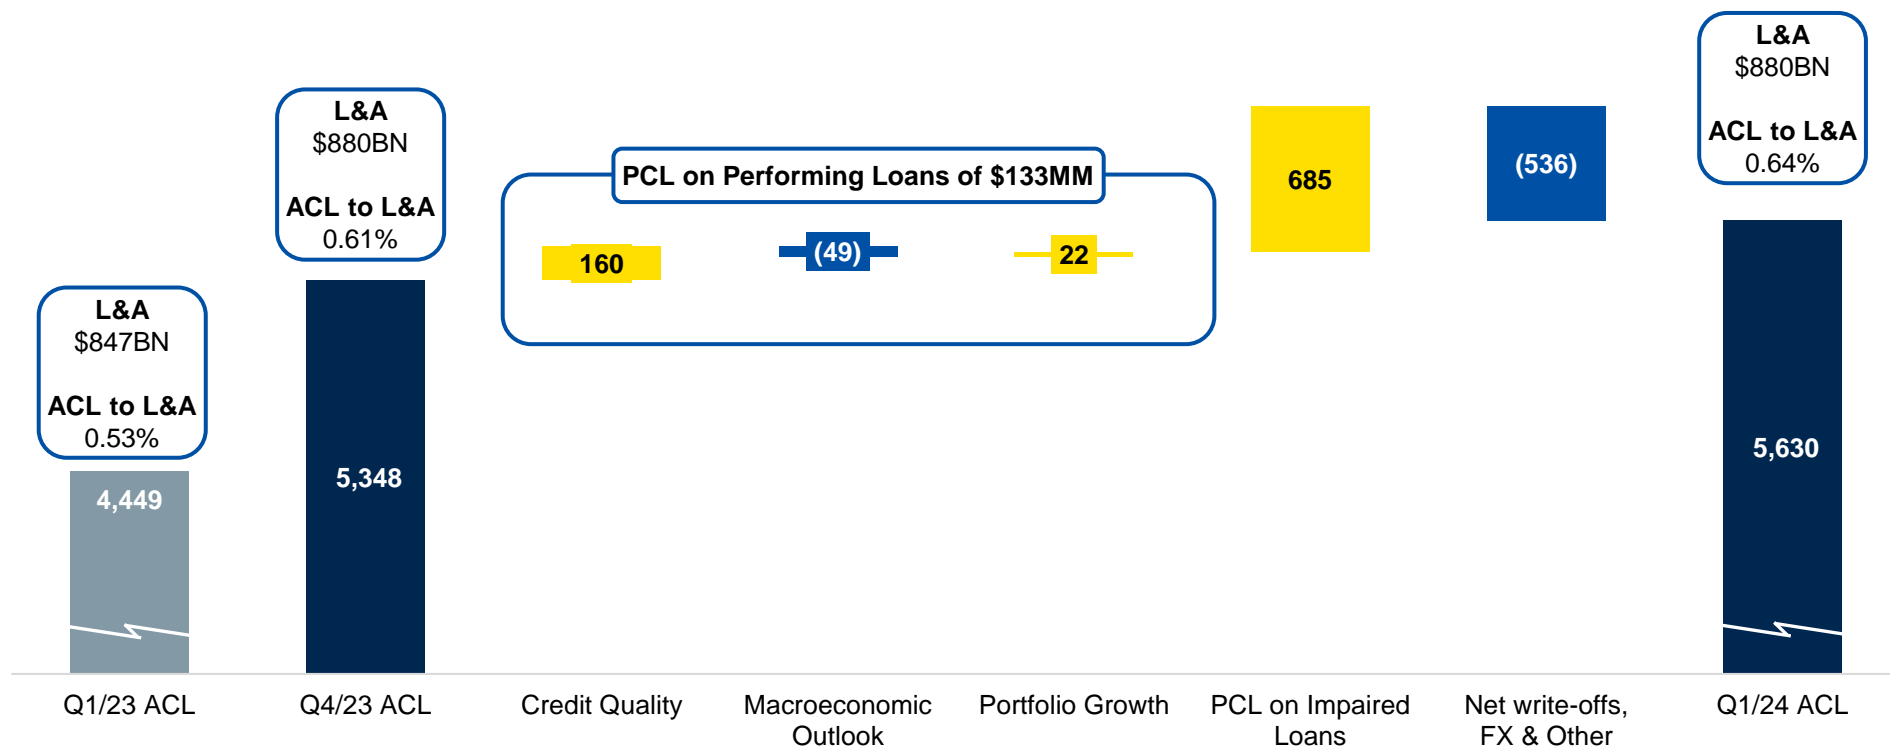 L&A
$847BN
ACL to L&A
0.53%
4,449
L&A
$880BN
ACL to L&A
0.61%
5,348
PCL on Performing Loans of $133MM
160
(49)
22
685
(536)
L&A
$880BN
ACL to L&A
0.64%
5,630
Q1/23 ACL
Q4/23 ACL
Credit Quality
Macroeconomic
Outlook
Portfolio Growth
PCL on Impaired
Loans
Net write-offs,
FX & Other
Q1/24 ACL